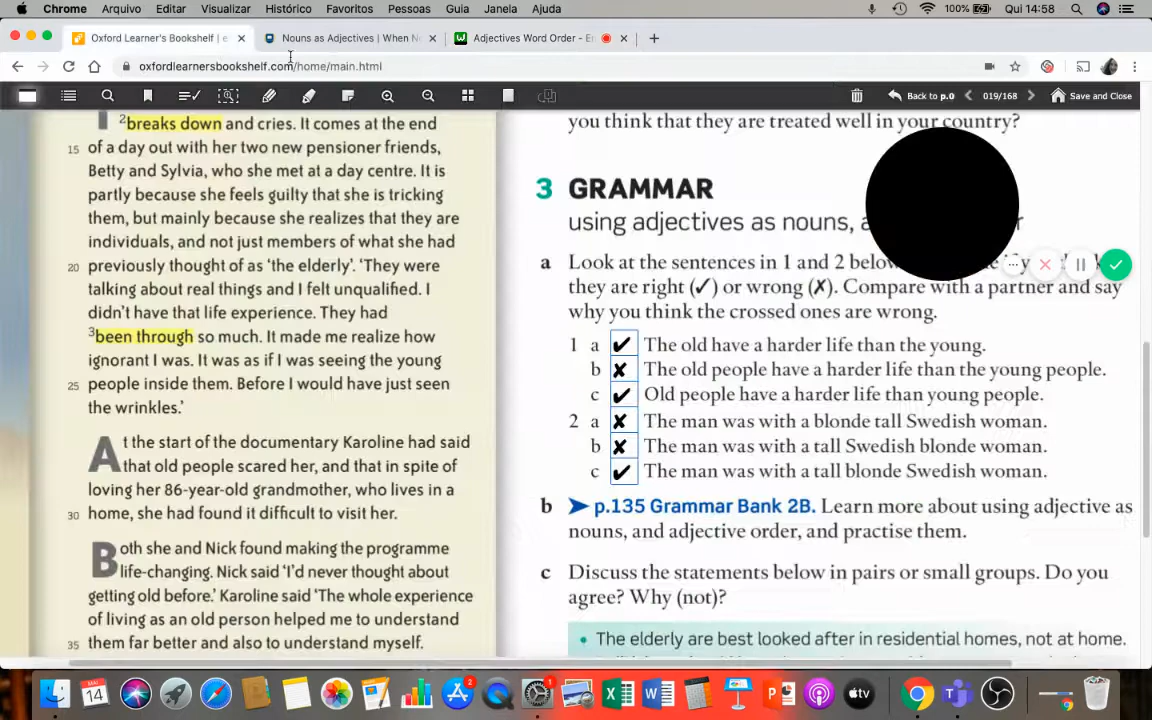 Chrome Arquivo Editar Visualizar Histórico Favoritos Pessoas Guia Janela Ajuda 100% Qui 14:58
Oxford Learner's Bookshelf | e Nouns as Adjectives | When N Adjectives Word Order - En
oxfordlearnersbookshelf.com/home/main.html
Back to p.0 019/168 Save and Close
2breaks down and cries. It comes at the end
15 of a day out with her two new pensioner friends,
Betty and Sylvia, who she met at a day centre. It is
partly because she feels guilty that she is tricking
them, but mainly because she realizes that they are
individuals, and not just members of what she had
20 previously thought of as 'the elderly'. 'They were
talking about real things and I felt unqualified. I
didn't have that life experience. They had
3been through so much. It made me realize how
ignorant I was. It was as if I was seeing the young
25 people inside them. Before I would have just seen
the wrinkles.'
At the start of the documentary Karoline had said
that old people scared her, and that in spite of
loving her 86-year-old grandmother, who lives in a
30 home, she had found it difficult to visit her.
Both she and Nick found making the programme
life-changing. Nick said 'I'd never thought about
getting old before.' Karoline said 'The whole experience
of living as an old person helped me to understand
35 them far better and also to understand myself.
you think that they are treated well in your country?
3 GRAMMAR
using adjectives as nouns, a r
a Look at the sentences in 1 and 2 below
they are right (✓) or wrong (✗). Compare with a partner and say
why you think the crossed ones are wrong.
1 a ✔ The old have a harder life than the young.
b ✘ The old people have a harder life than the young people.
c ✔ Old people have a harder life than young people.
2 a ✘ The man was with a blonde tall Swedish woman.
b ✘ The man was with a tall Swedish blonde woman.
c ✔ The man was with a tall blonde Swedish woman.
b ➤ p.135 Grammar Bank 2B. Learn more about using adjective as
nouns, and adjective order, and practise them.
c Discuss the statements below in pairs or small groups. Do you
agree? Why (not)?
• The elderly are best looked after in residential homes, not at home.
14 2 1 tv